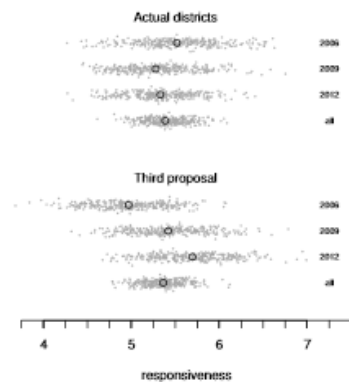 Actual districts
2006
2009
2012
all
Third proposal
2006
2009
2012
all
4 5 6 7
responsiveness